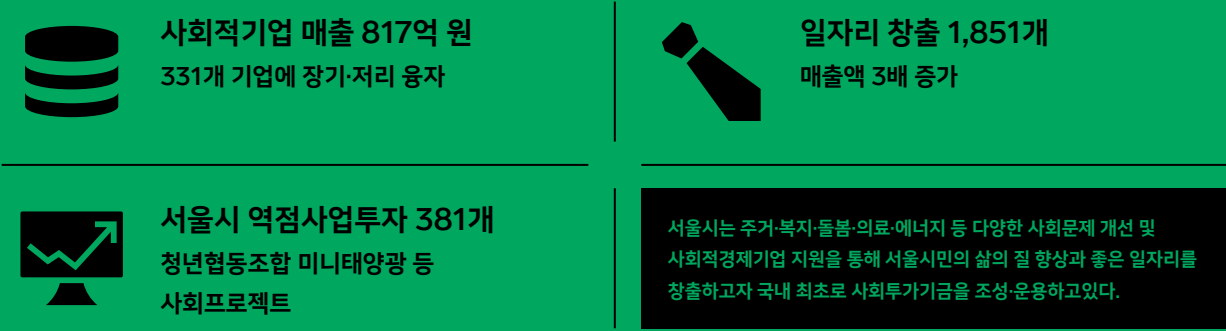 사회적기업 매출 817억 원
331개 기업에 장기·저리 융자
일자리 창출 1,851개
매출액 3배 증가
서울시 역점사업투자 381개
청년협동조합 미니태양광 등
사회프로젝트
서울시는 주거·복지·돌봄·의료·에너지 등 다양한 사회문제 개선 및
사회적경제기업 지원을 통해 서울시민의 삶의 질 향상과 좋은 일자리를
창출하고자 국내 최초로 사회투가기금을 조성·운용하고있다.